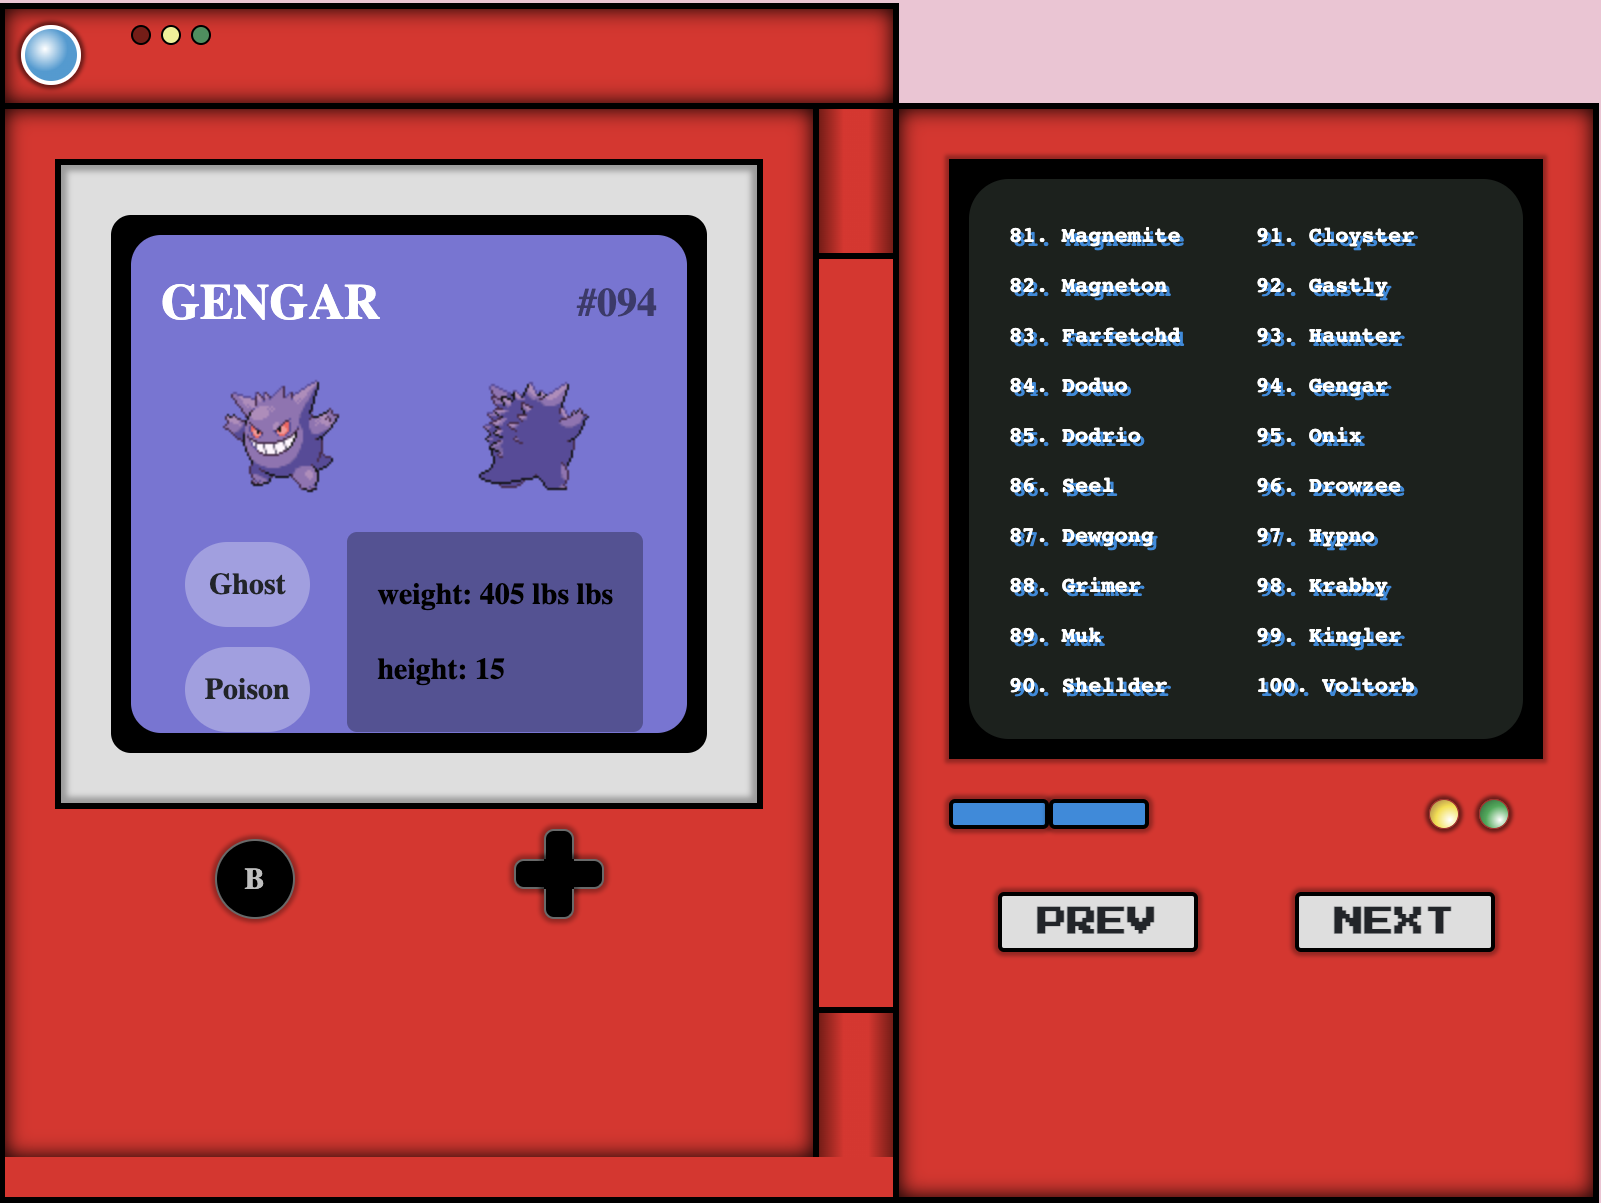 GENGAR #094
Ghost
Poison
weight: 405 lbs lbs
height: 15
B
81. Magnemite
82. Magneton
83. Farfetchd
84. Doduo
85. Dodrio
86. Seel
87. Dewgong
88. Grimer
89. Muk
90. Shellder
91. Cloyster
92. Gastly
93. Haunter
94. Gengar
95. Onix
96. Drowzee
97. Hypno
98. Krabby
99. Kingler
100. Voltorb
PREV NEXT